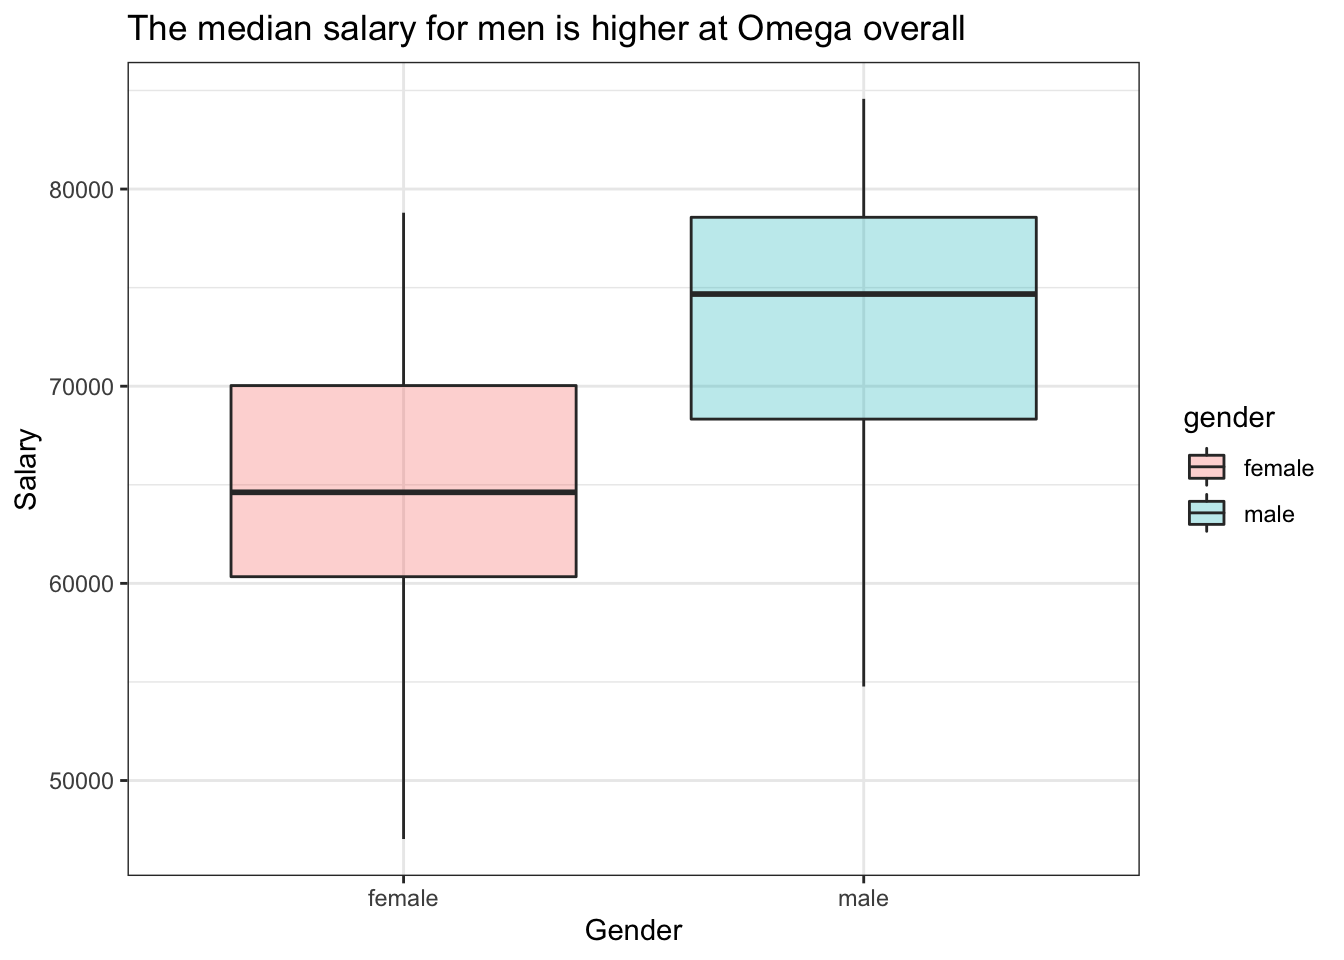 The median salary for men is higher at Omega overall
80000
70000
60000
50000
Salary
female
male
Gender
gender
female
male